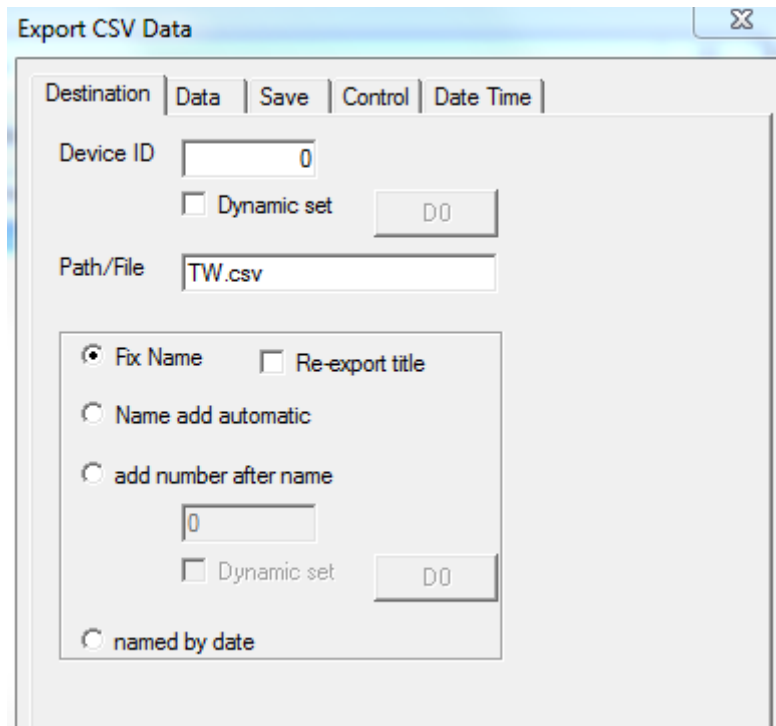 Export CSV Data
Destination Data Save Control Date Time
Device ID 0
Dynamic set D0
Path/File TW.csv
Fix Name Re-export title
Name add automatic
add number after name
0
Dynamic set D0
named by date